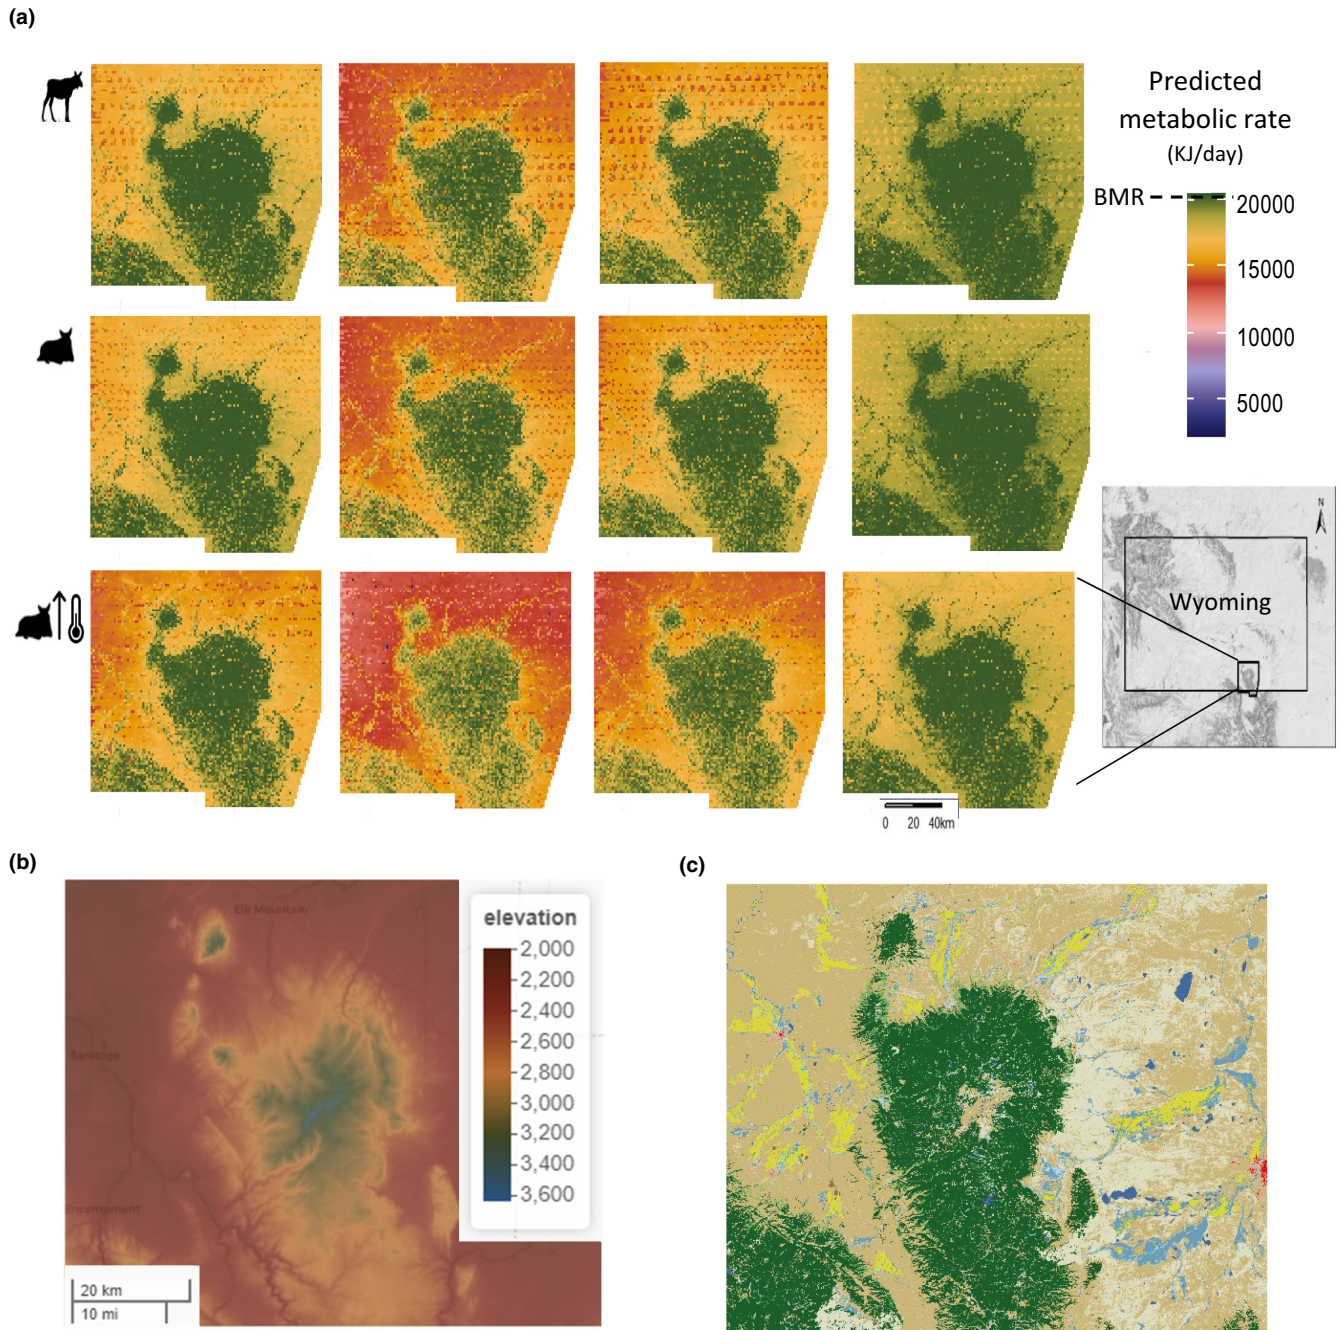 (a)
Predicted
metabolic rate
(KJ/day)
BMR
20000
15000
10000
5000
N
Wyoming
0 20 40km
(b)
Elk Mountain
Saratoga
Encampment
elevation
2,000
2,200
2,400
2,600
2,800
3,000
3,200
3,400
3,600
20 km
10 mi
(c)